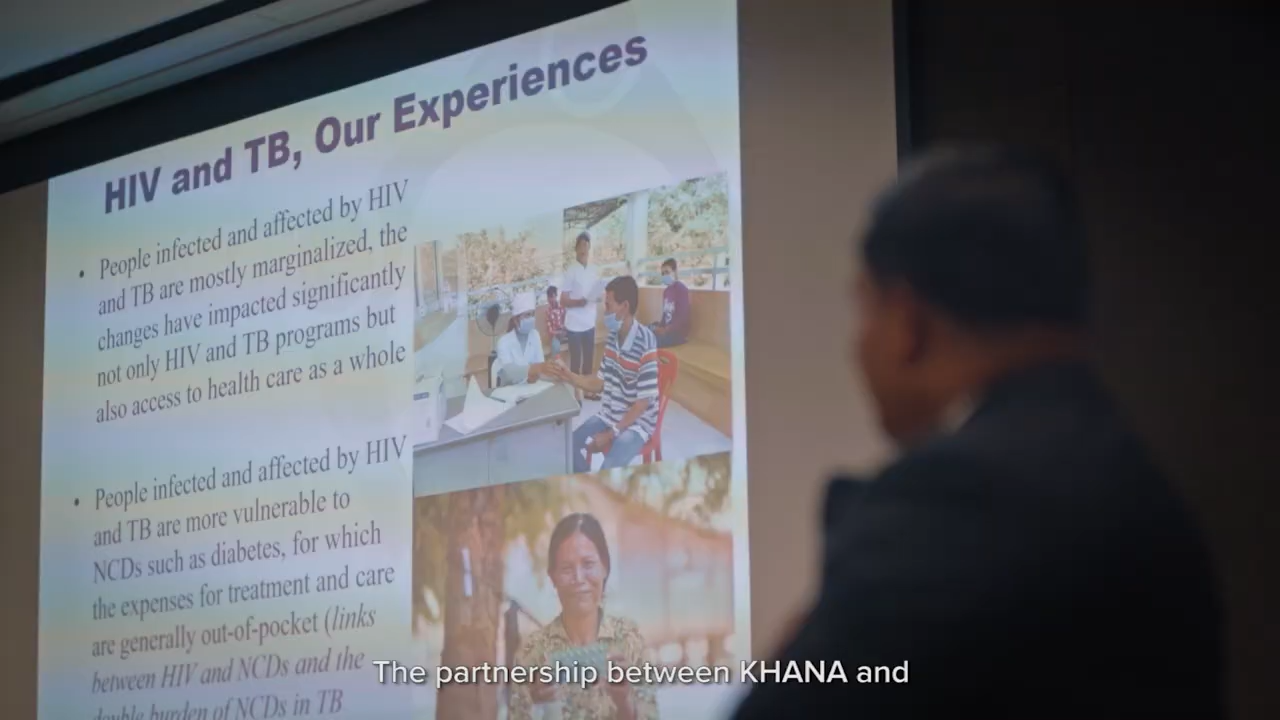 HIV and TB, Our Experiences
• People infected and affected by HIV
and TB are mostly marginalized, the
changes have impacted significantly
not only HIV and TB programs but
also access to health care as a whole
• People infected and affected by HIV
and TB are more vulnerable to
NCDs such as diabetes, for which
the expenses for treatment and care
are generally out-of-pocket (links
between HIV and NCDs and the
double burden of NCDs in TB
The partnership between KHANA and